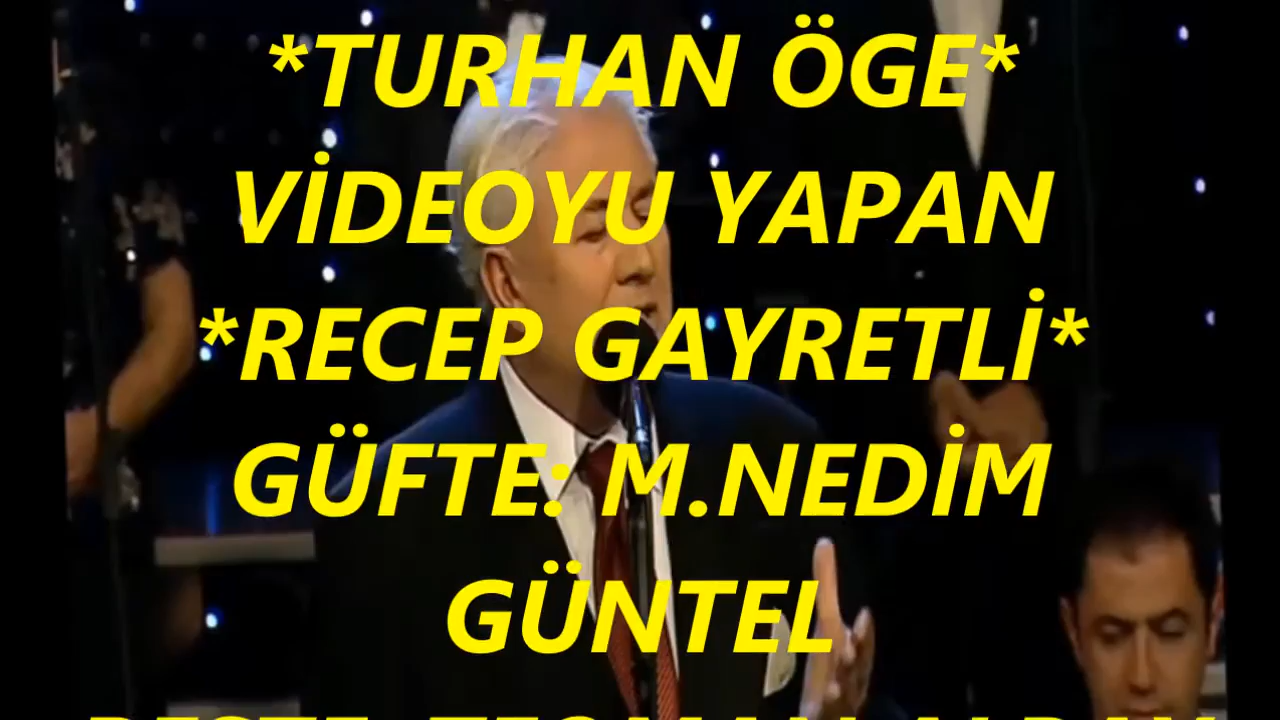 *TURHAN ÖGE*
VİDEOYU YAPAN
*RECEP GAYRETLİ*
GÜFTE: M.NEDİM
GÜNTEL